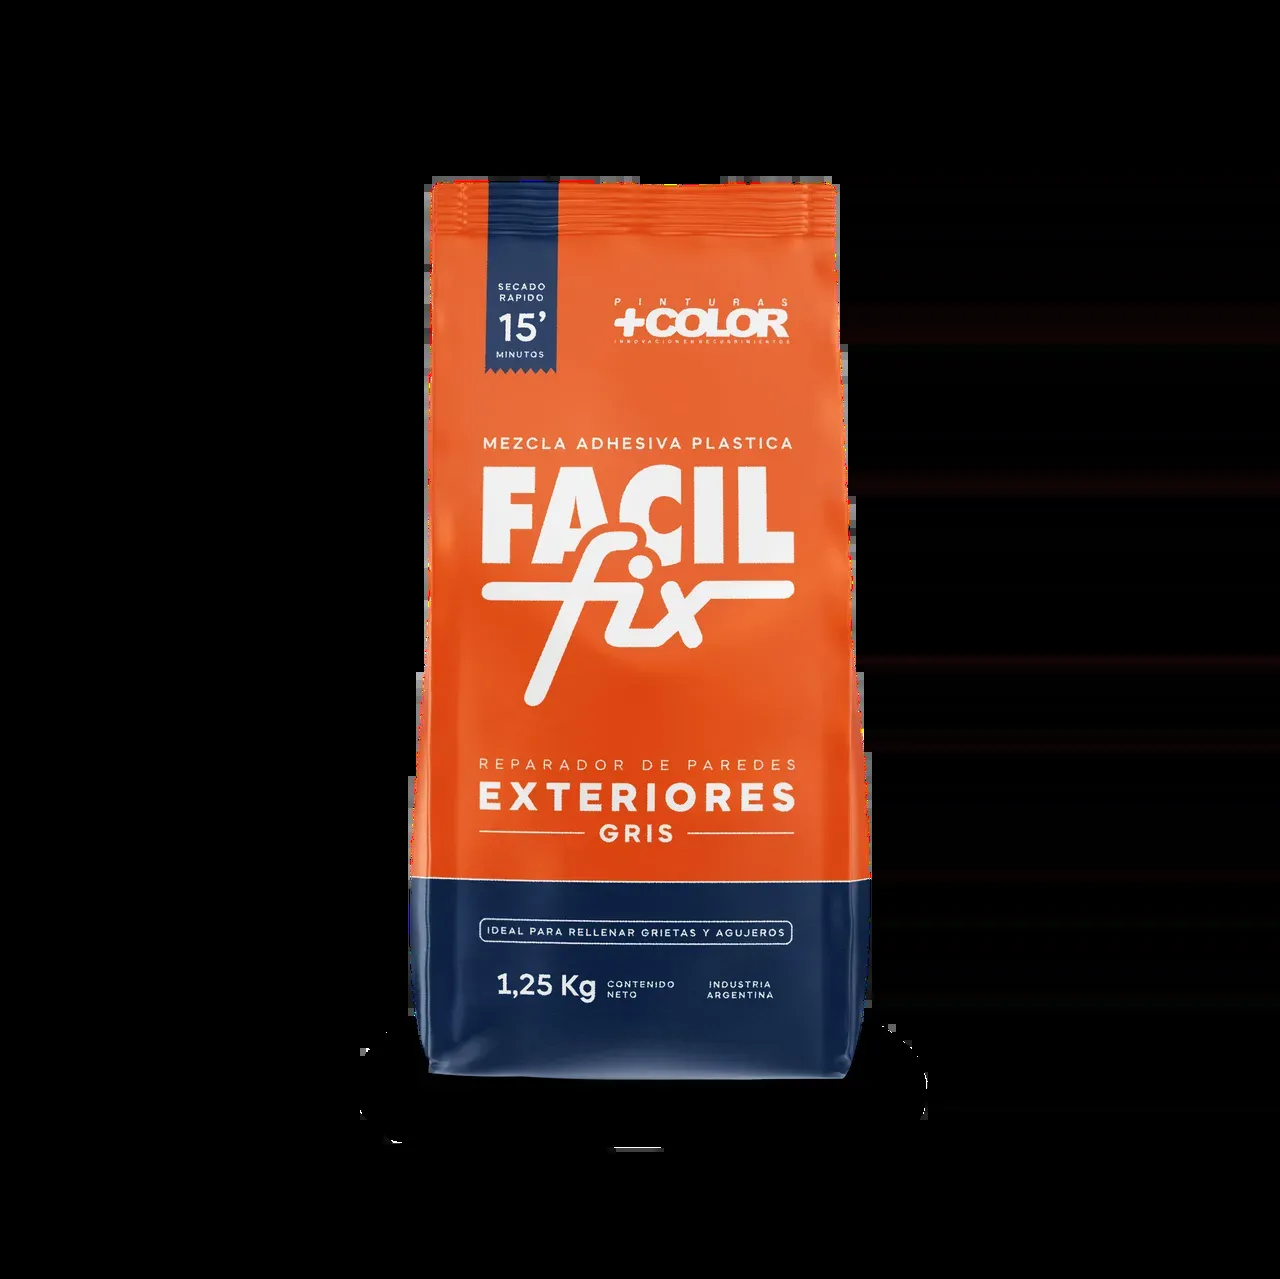 SECADO
RAPIDO
15’
MINUTOS
PINTURAS
+COLOR
MEZCLA ADHESIVA PLASTICA
FACIL
fix
REPARADOR DE PAREDES
EXTERIORES
GRIS
IDEAL PARA RELLENAR GRIETAS Y AGUJEROS
1,25 Kg
CONTENIDO
NETO
INDUSTRIA
ARGENTINA